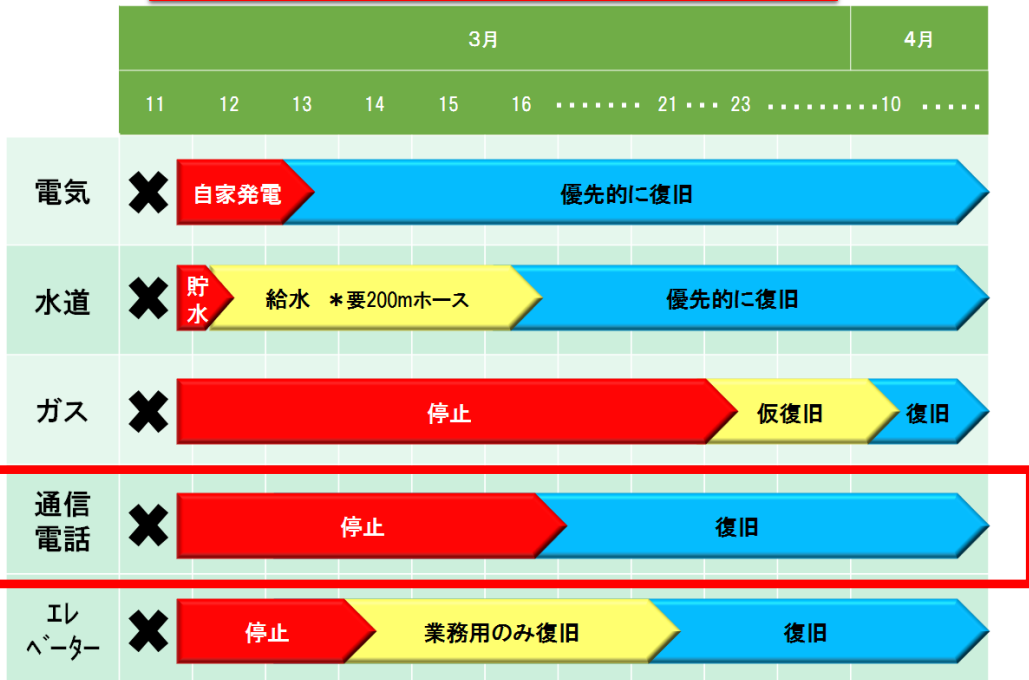 3月 4月
11 12 13 14 15 16 ・・・・・・・ 21 ・・・ 23 ・・・・・・・・・10 ・・・・・
電気 ✖ 自家発電 優先的に復旧
水道 ✖ 貯水 給水 *要200mホース 優先的に復旧
ガス ✖ 停止 仮復旧 復旧
通信
電話 ✖ 停止 復旧
エレ
ベーター ✖ 停止 業務用のみ復旧 復旧